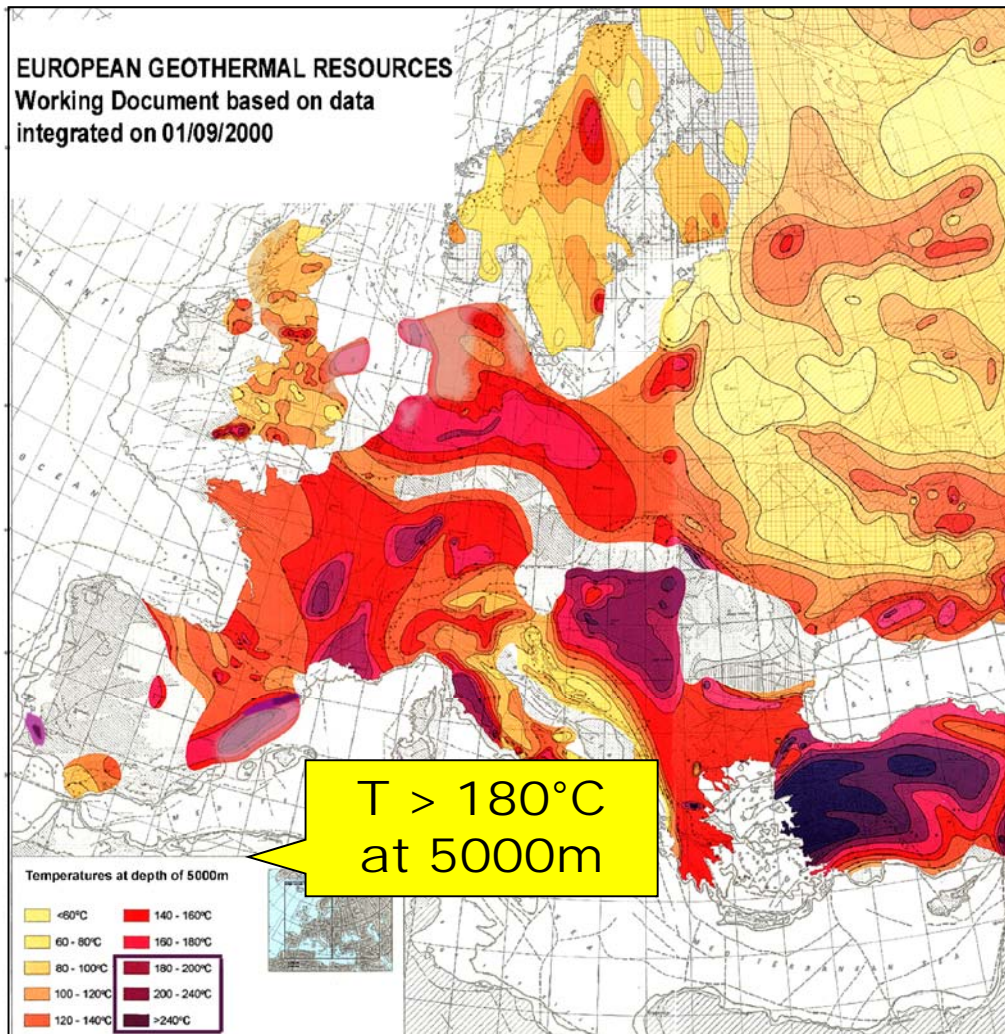 EUROPEAN GEOTHERMAL RESOURCES
Working Document based on data
integrated on 01/09/2000
T > 180°C
at 5000m
Temperatures at depth of 5000m
<60°C
60 - 80°C
80 - 100°C
100 - 120°C
120 - 140°C
140 - 160°C
160 - 180°C
180 - 200°C
200 - 240°C
>240°C